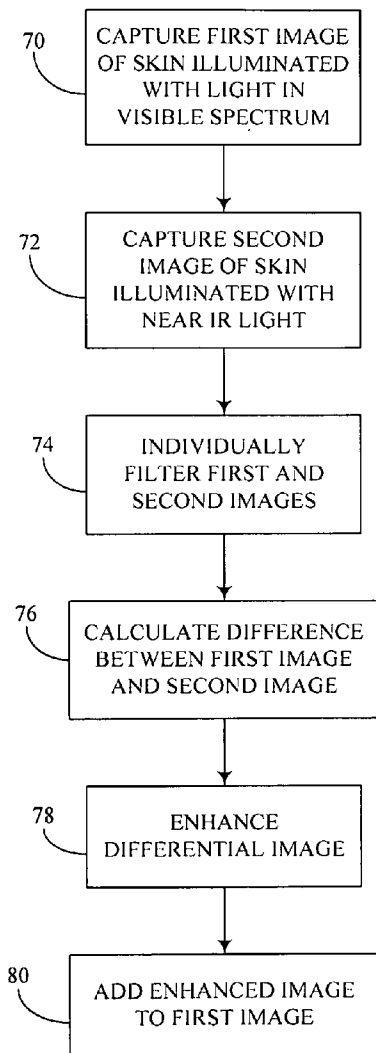 70
CAPTURE FIRST IMAGE
OF SKIN ILLUMINATED
WITH LIGHT IN
VISIBLE SPECTRUM
72
CAPTURE SECOND
IMAGE OF SKIN
ILLUMINATED WITH
NEAR IR LIGHT
74
INDIVIDUALLY
FILTER FIRST AND
SECOND IMAGES
76
CALCULATE DIFFERENCE
BETWEEN FIRST IMAGE
AND SECOND IMAGE
78
ENHANCE
DIFFERENTIAL IMAGE
80
ADD ENHANCED IMAGE
TO FIRST IMAGE